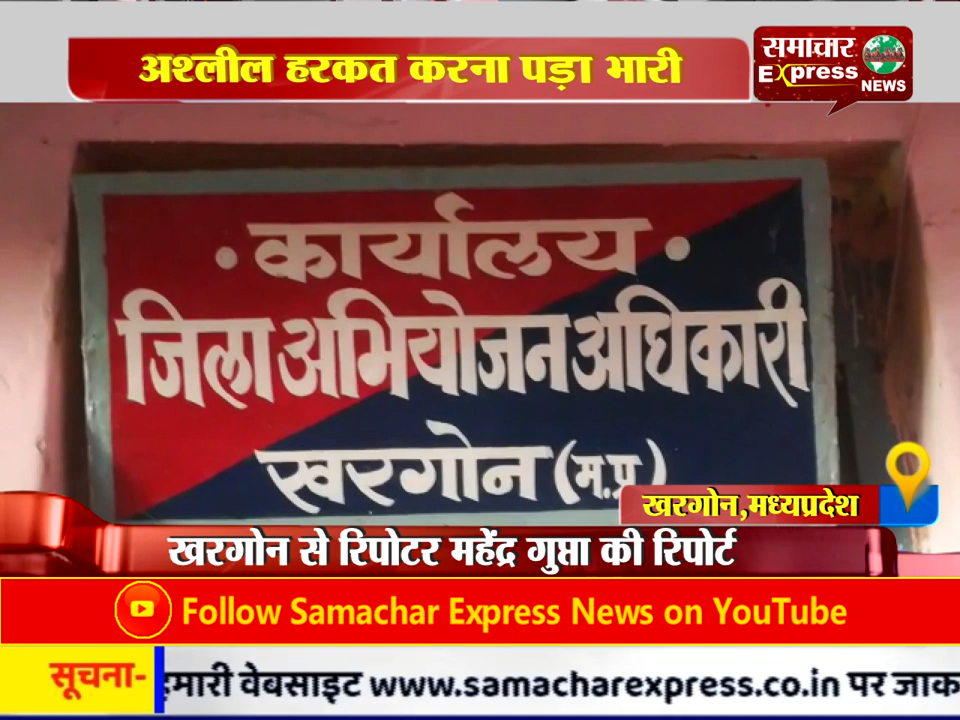 अश्लील हरकत करना पड़ा भारी
समाचार
Express
NEWS
• कार्यालय •
जिला अभियोजन अधिकारी
खरगोन (म.प्र.)
खरगोन,मध्यप्रदेश
खरगोन से रिपोटर महेंद्र गुप्ता की रिपोर्ट
Follow Samachar Express News on YouTube
सूचना- हमारी वेबसाइट www.samacharexpress.co.in पर जाक